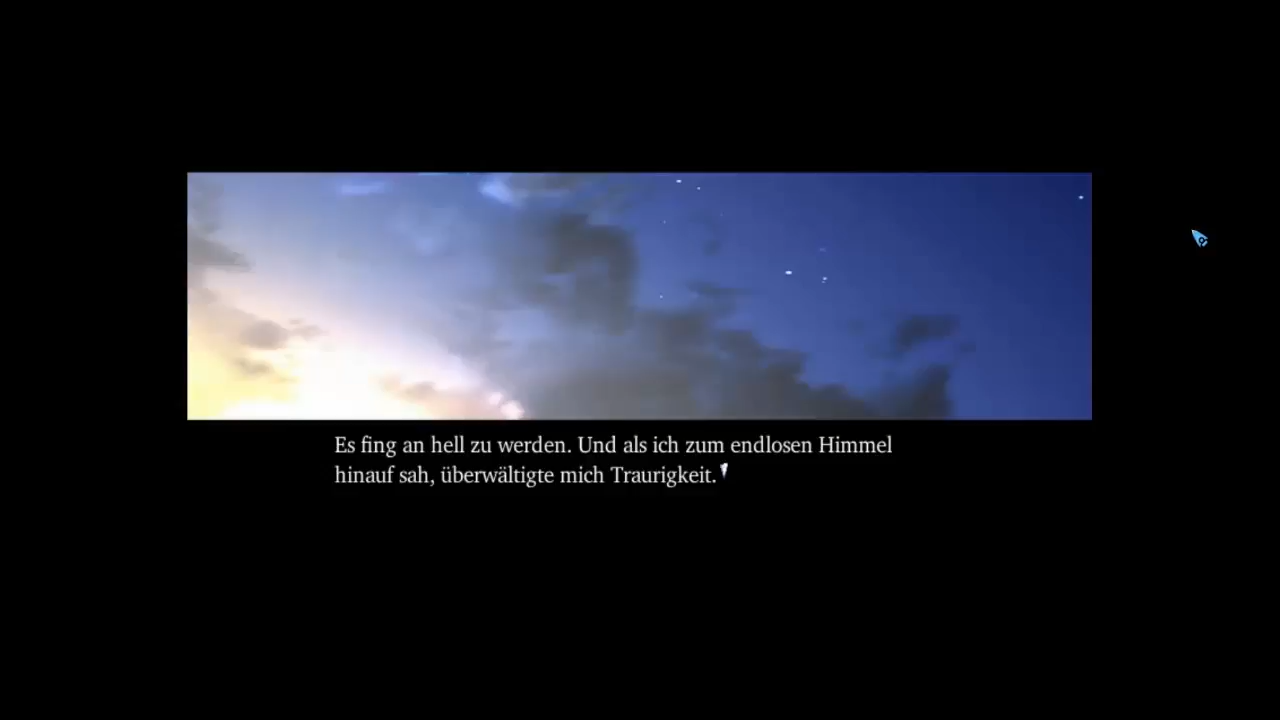 Es fing an hell zu werden. Und als ich zum endlosen Himmel
hinauf sah, überwältigte mich Traurigkeit.